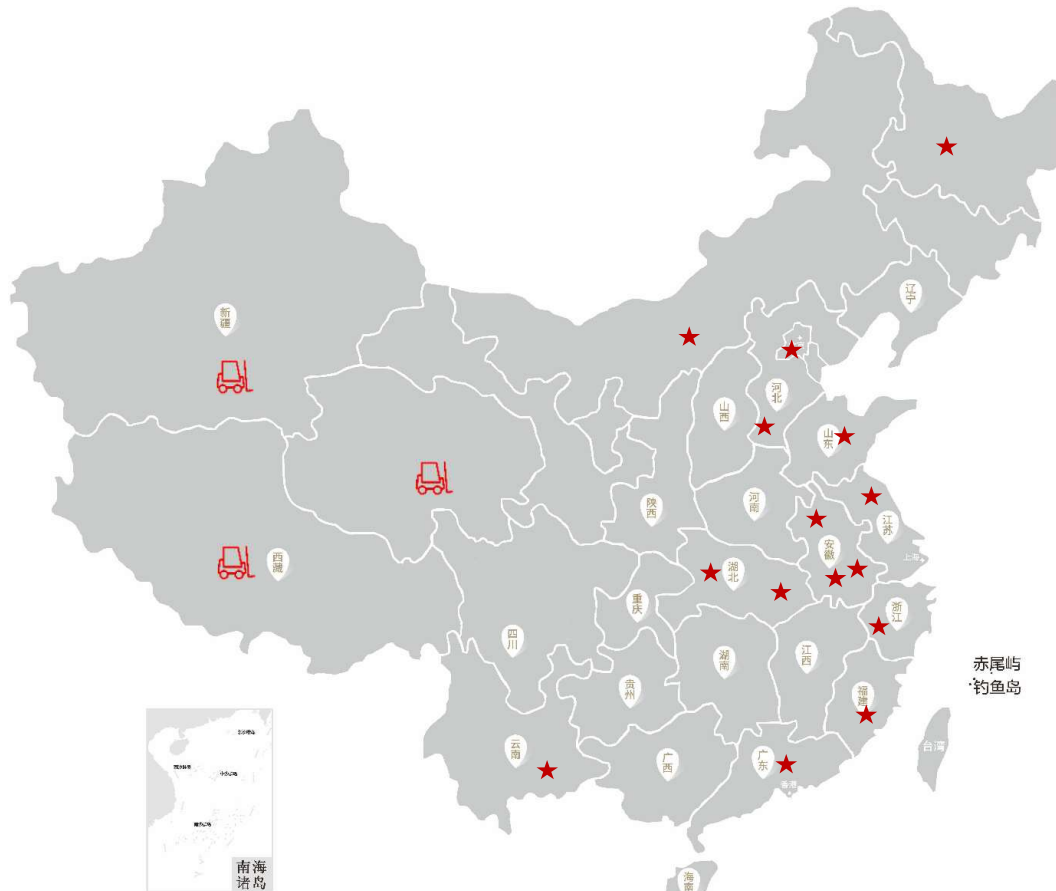 辽宁
新疆
河北
山西
山东
陕西
河南
江苏
上海
安徽
西藏
湖北
重庆
浙江
四川
湖南
江西
赤尾屿
钓鱼岛
贵州
福建
云南
广西
广东
台湾
香港
南海
诸岛
海南